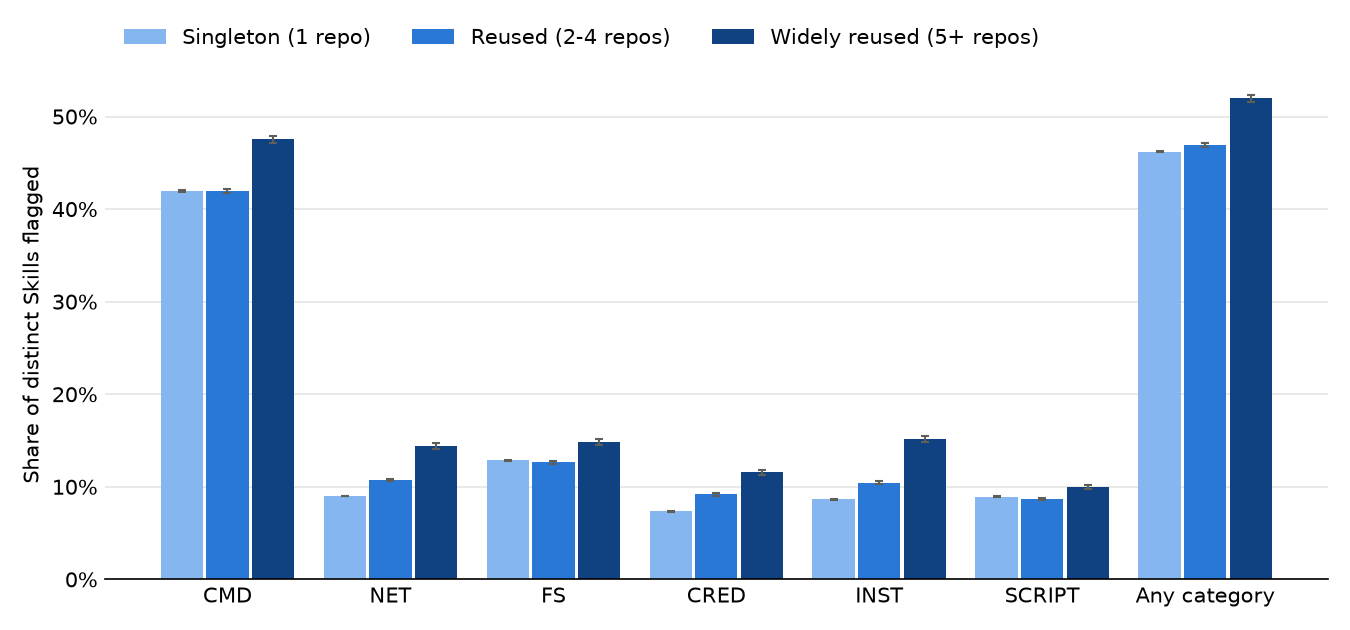 Singleton (1 repo) Reused (2-4 repos) Widely reused (5+ repos)
Share of distinct Skills flagged
50%
40%
30%
20%
10%
0%
CMD NET FS CRED INST SCRIPT Any category